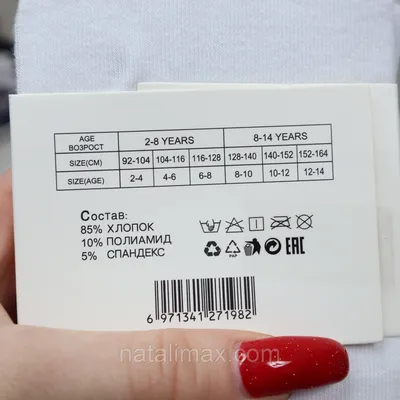 AGE
ВОЗРОСТ
2-8 YEARS 8-14 YEARS
SIZE(CM) 92-104 104-116 116-128 128-140 140-152 152-164
SIZE(AGE) 2-4 4-6 6-8 8-10 10-12 12-14
Состав:
85% ХЛОПОК
10% ПОЛИАМИД
5% СПАНДЕКС
PAP EAC
6 971341 271982
natalimax.com